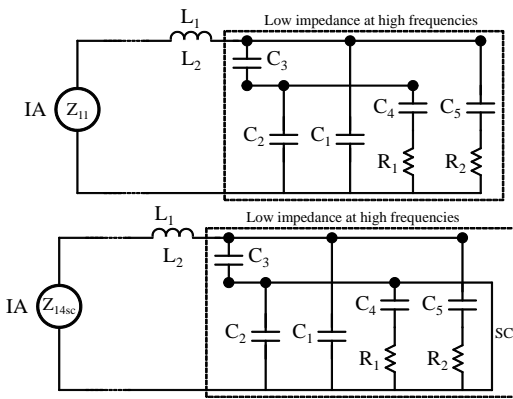 Low impedance at high frequencies
L1
L2
C3
IA
Z11
C4
C5
C2
C1
R1
R2
Low impedance at high frequencies
L1
L2
C3
IA
Z14sc
C4
C5
C2
C1
SC
R1
R2